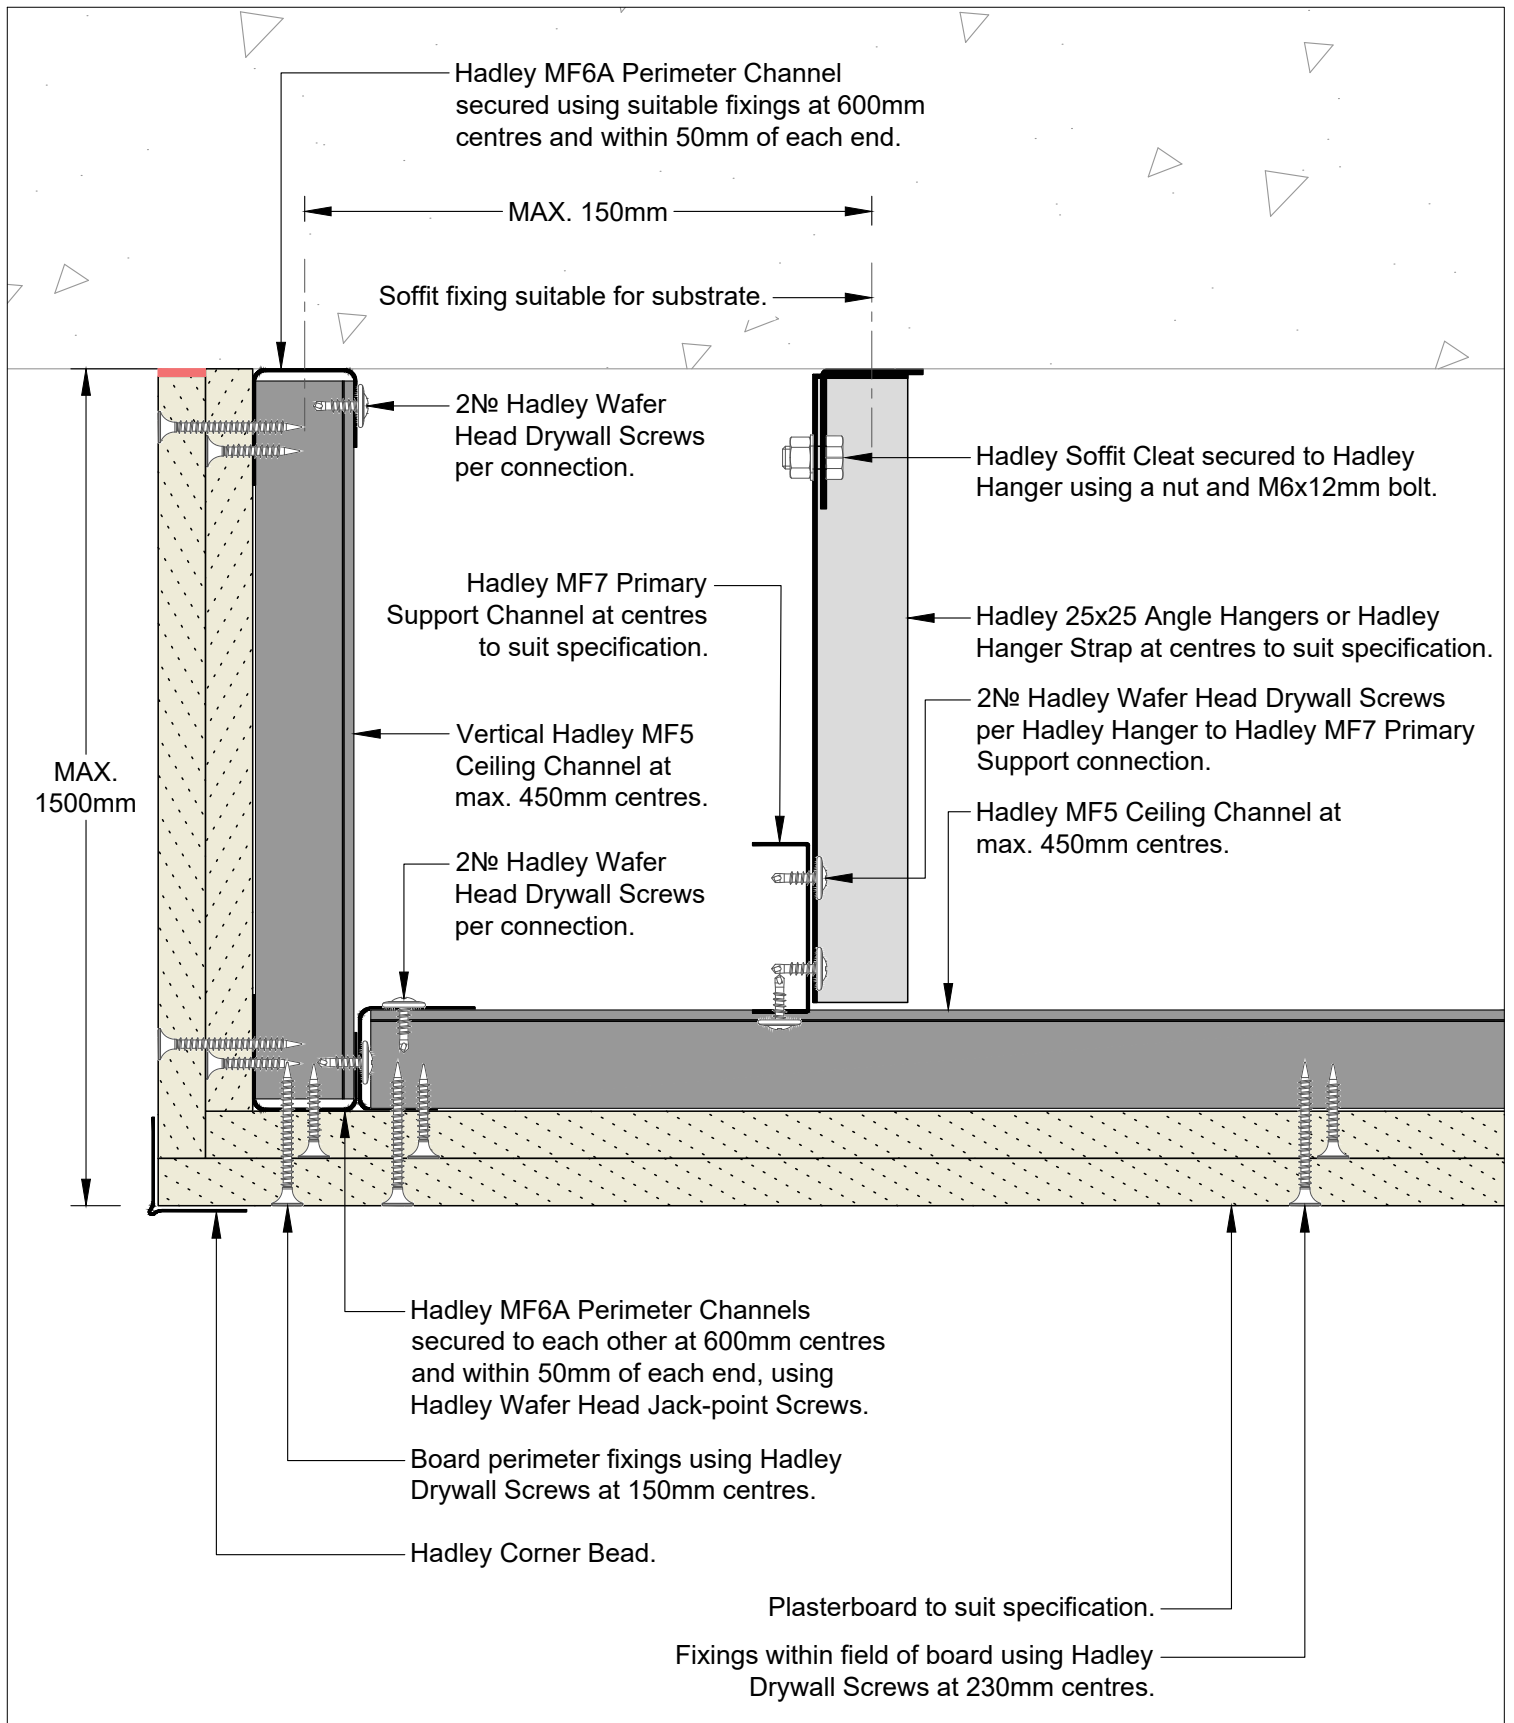 Hadley MF6A Perimeter Channel
secured using suitable fixings at 600mm
centres and within 50mm of each end.
MAX. 150mm
Soffit fixing suitable for substrate.
2№ Hadley Wafer
Head Drywall Screws
per connection.
Hadley Soffit Cleat secured to Hadley
Hanger using a nut and M6x12mm bolt.
Hadley MF7 Primary
Support Channel at centres
to suit specification.
Hadley 25x25 Angle Hangers or Hadley
Hanger Strap at centres to suit specification.
2№ Hadley Wafer Head Drywall Screws
per Hadley Hanger to Hadley MF7 Primary
Support connection.
Vertical Hadley MF5
Ceiling Channel at
max. 450mm centres.
MAX.
1500mm
Hadley MF5 Ceiling Channel at
max. 450mm centres.
2№ Hadley Wafer
Head Drywall Screws
per connection.
Hadley MF6A Perimeter Channels
secured to each other at 600mm centres
and within 50mm of each end, using
Hadley Wafer Head Jack-point Screws.
Board perimeter fixings using Hadley
Drywall Screws at 150mm centres.
Hadley Corner Bead.
Plasterboard to suit specification.
Fixings within field of board using Hadley
Drywall Screws at 230mm centres.